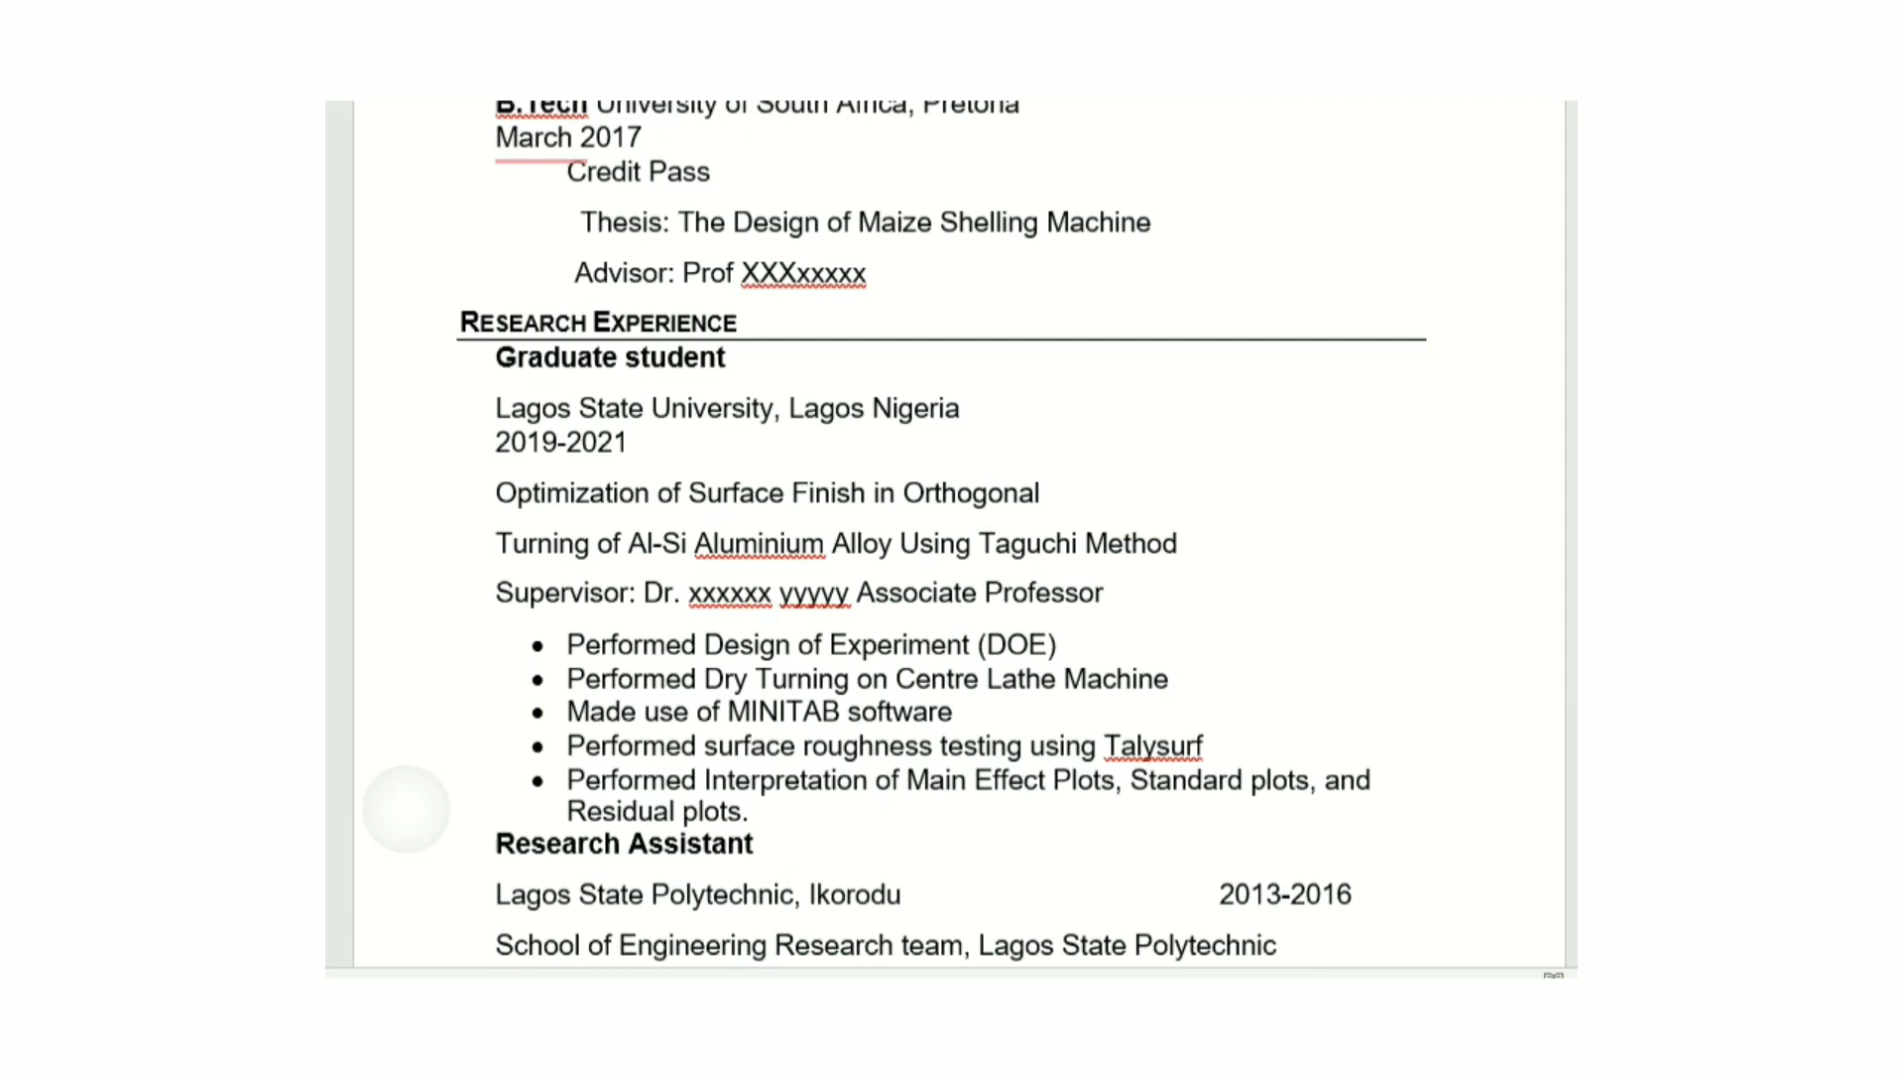 B.Tech University of South Africa, Pretoria
March 2017
Credit Pass
Thesis: The Design of Maize Shelling Machine
Advisor: Prof XXXxxxxx
RESEARCH EXPERIENCE
Graduate student
Lagos State University, Lagos Nigeria
2019-2021
Optimization of Surface Finish in Orthogonal
Turning of Al-Si Aluminium Alloy Using Taguchi Method
Supervisor: Dr. xxxxxx yyyyy Associate Professor
• Performed Design of Experiment (DOE)
• Performed Dry Turning on Centre Lathe Machine
• Made use of MINITAB software
• Performed surface roughness testing using Talysurf
• Performed Interpretation of Main Effect Plots, Standard plots, and
Residual plots.
Research Assistant
Lagos State Polytechnic, Ikorodu 2013-2016
School of Engineering Research team, Lagos State Polytechnic